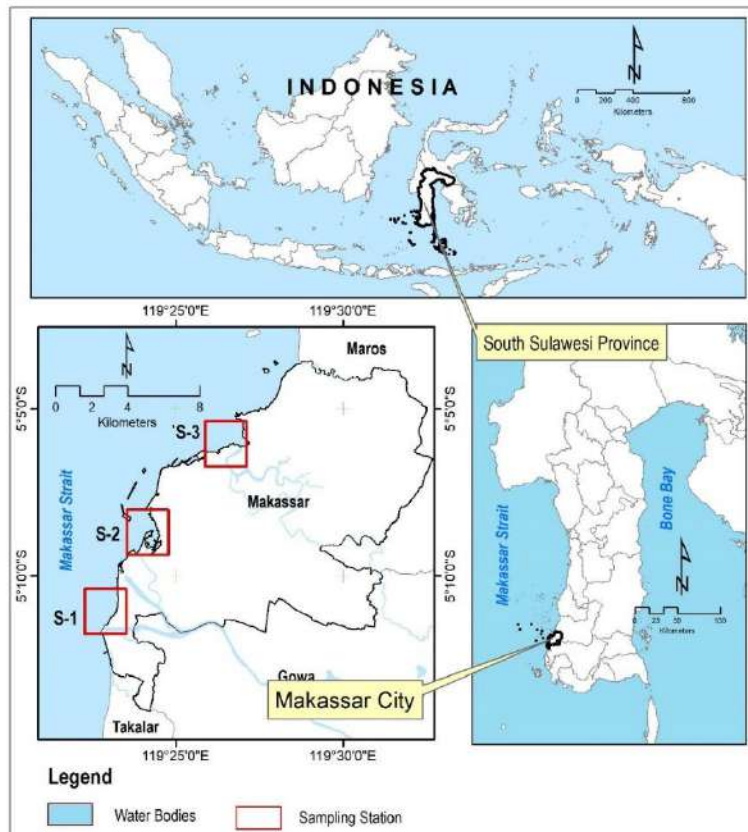 INDONESIA
N
0 200 400 800
Kilometers
South Sulawesi Province
119°25'0"E 119°30'0"E
N
0 2 4 8
Kilometers
Maros
5°5'0"S
5°5'0"S
S-3
Makassar
Makassar Strait
S-2
5°10'0"S
5°10'0"S
S-1
Gowa
Takalar
119°25'0"E 119°30'0"E
Makassar Strait
Bone Bay
N
0 25 50 100
Kilometers
Makassar City
Legend
Water Bodies
Sampling Station